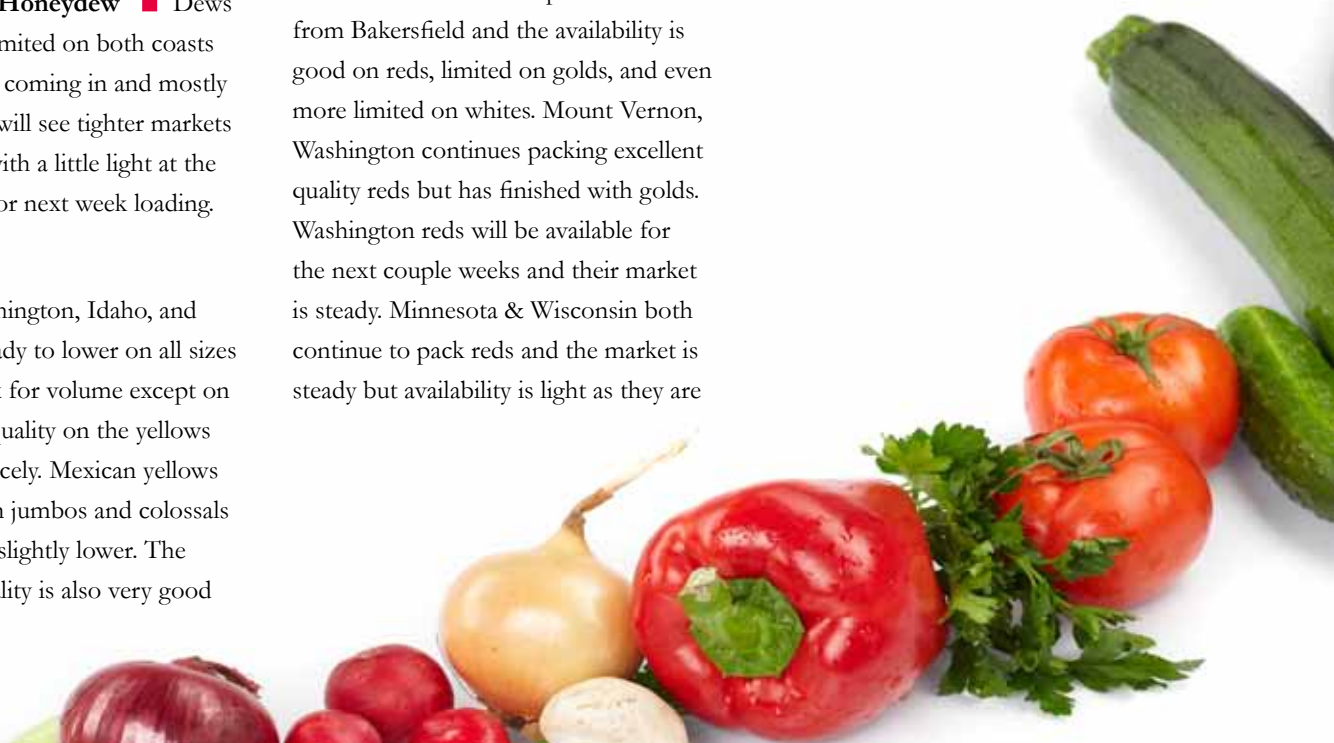 Honeydew ■ Dews
mited on both coasts
coming in and mostly
will see tighter markets
with a little light at the
or next week loading.
hington, Idaho, and
ady to lower on all sizes
for volume except on
uality on the yellows
cely. Mexican yellows
jumbos and colossals
slightly lower. The
lity is also very good
from Bakersfield and the availability is
good on reds, limited on golds, and even
more limited on whites. Mount Vernon,
Washington continues packing excellent
quality reds but has finished with golds.
Washington reds will be available for
the next couple weeks and their market
is steady. Minnesota & Wisconsin both
continue to pack reds and the market is
steady but availability is light as they are